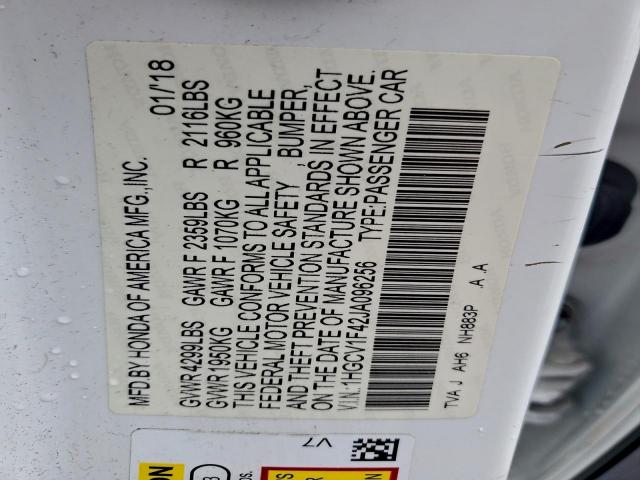 MFD.BY HONDA OF AMERICA MFG.,INC. 01/'18
GVWR 4299LBS GAWR F 2359LBS R 2116LBS
GVWR 1950KG GAWR F 1070KG R 960KG
THIS VEHICLE CONFORMS TO ALL APPLICABLE
FEDERAL MOTOR VEHICLE SAFETY , BUMPER,
AND THEFT PREVENTION STANDARDS IN EFFECT
ON THE DATE OF MANUFACTURE SHOWN ABOVE.
V.I.N.:1HGCV1F42JA096256 TYPE:PASSENGER CAR
TVA J AH6 NH883P A .A
V7